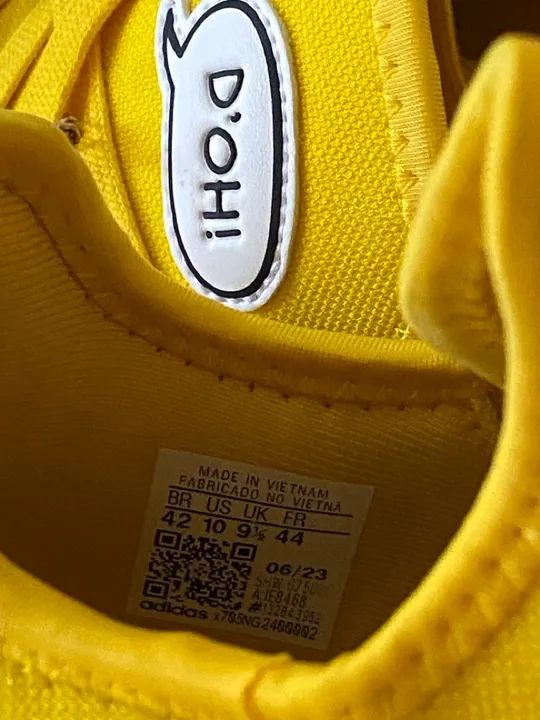 D'OH!
MADE IN VIETNAM
FABRICADO NO VIETNA
BR US UK FR
42 10 9½ 44
06/23
adidas x705NG2400002